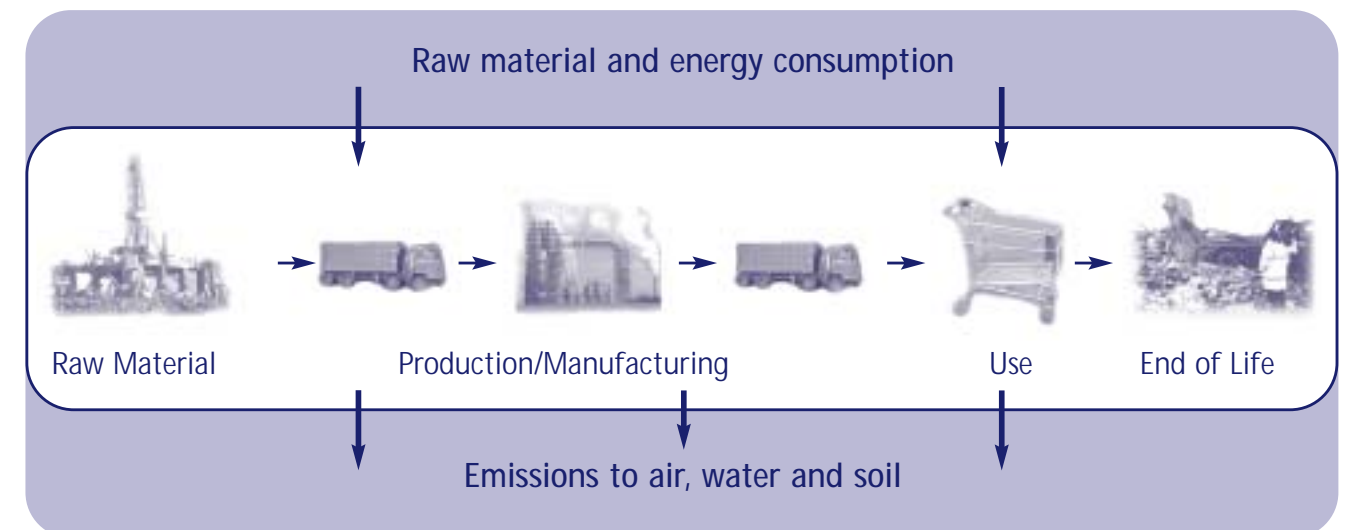 Raw material and energy consumption
Raw Material
Production/Manufacturing
Use
End of Life
Emissions to air, water and soil